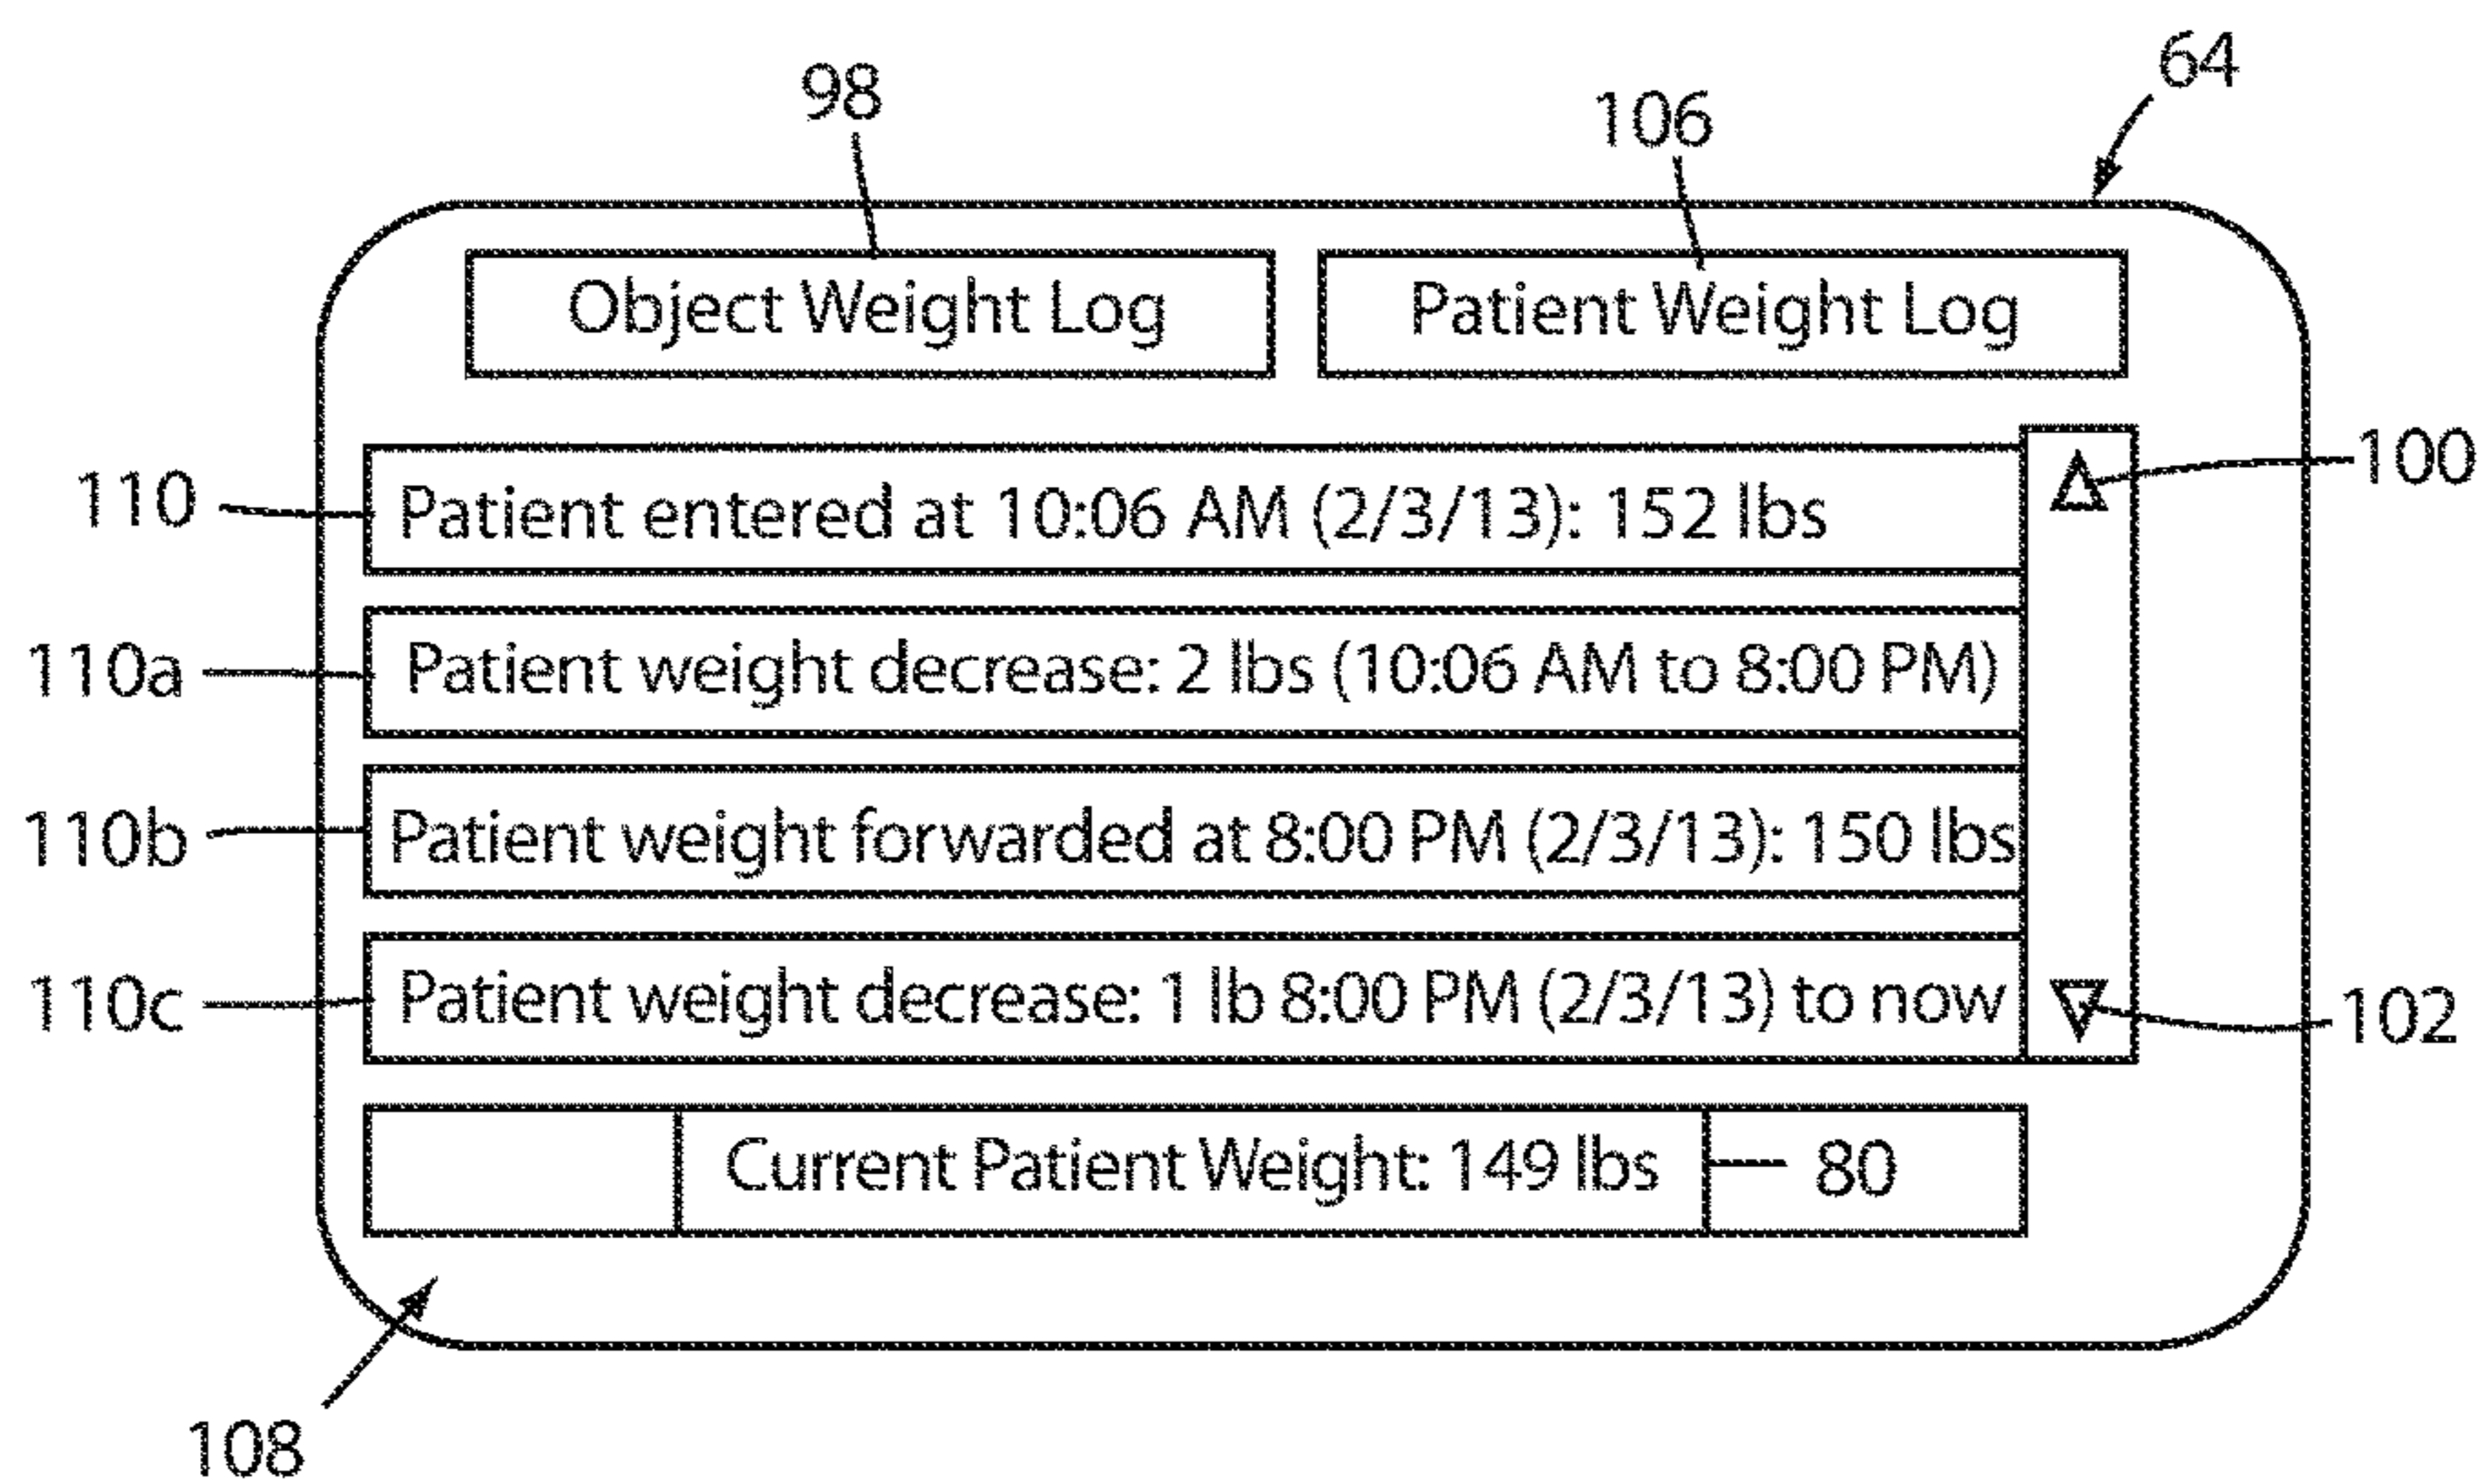 64
98
106
Object Weight Log
Patient Weight Log
100
110
Patient entered at 10:06 AM (2/3/13): 152 lbs
110a
Patient weight decrease: 2 lbs (10:06 AM to 8:00 PM)
110b
Patient weight forwarded at 8:00 PM (2/3/13): 150 lbs
110c
Patient weight decrease: 1 lb 8:00 PM (2/3/13) to now
102
Current Patient Weight: 149 lbs
80
108